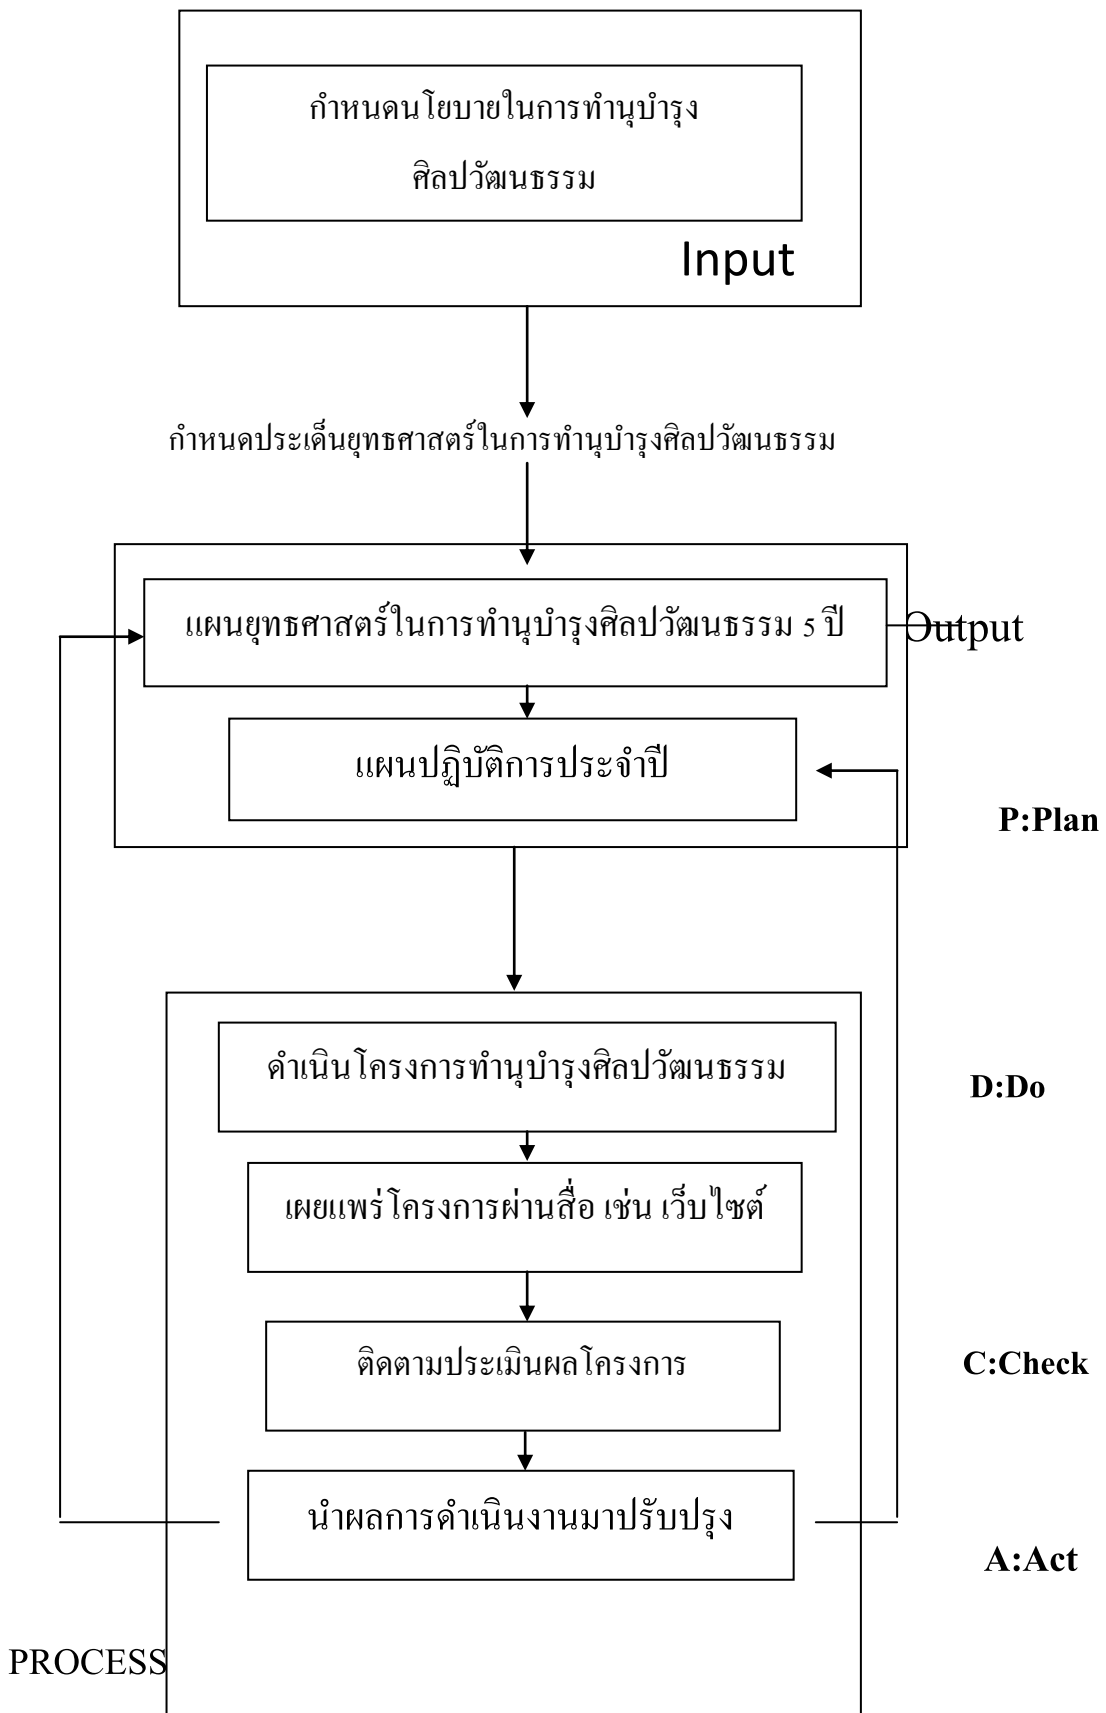 กำหนดนโยบายในการทำนุบำรุง
ศิลปวัฒนธรรม
Input
กำหนดประเด็นยุทธศาสตร์ในการทำนุบำรุงศิลปวัฒนธรรม
แผนยุทธศาสตร์ในการทำนุบำรุงศิลปวัฒนธรรม 5 ปี
Output
แผนปฏิบัติการประจำปี
P:Plan
ดำเนินโครงการทำนุบำรุงศิลปวัฒนธรรม
D:Do
เผยแพร่โครงการผ่านสื่อ เช่น เว็บไซต์
ติดตามประเมินผลโครงการ
C:Check
นำผลการดำเนินงานมาปรับปรุง
A:Act
PROCESS